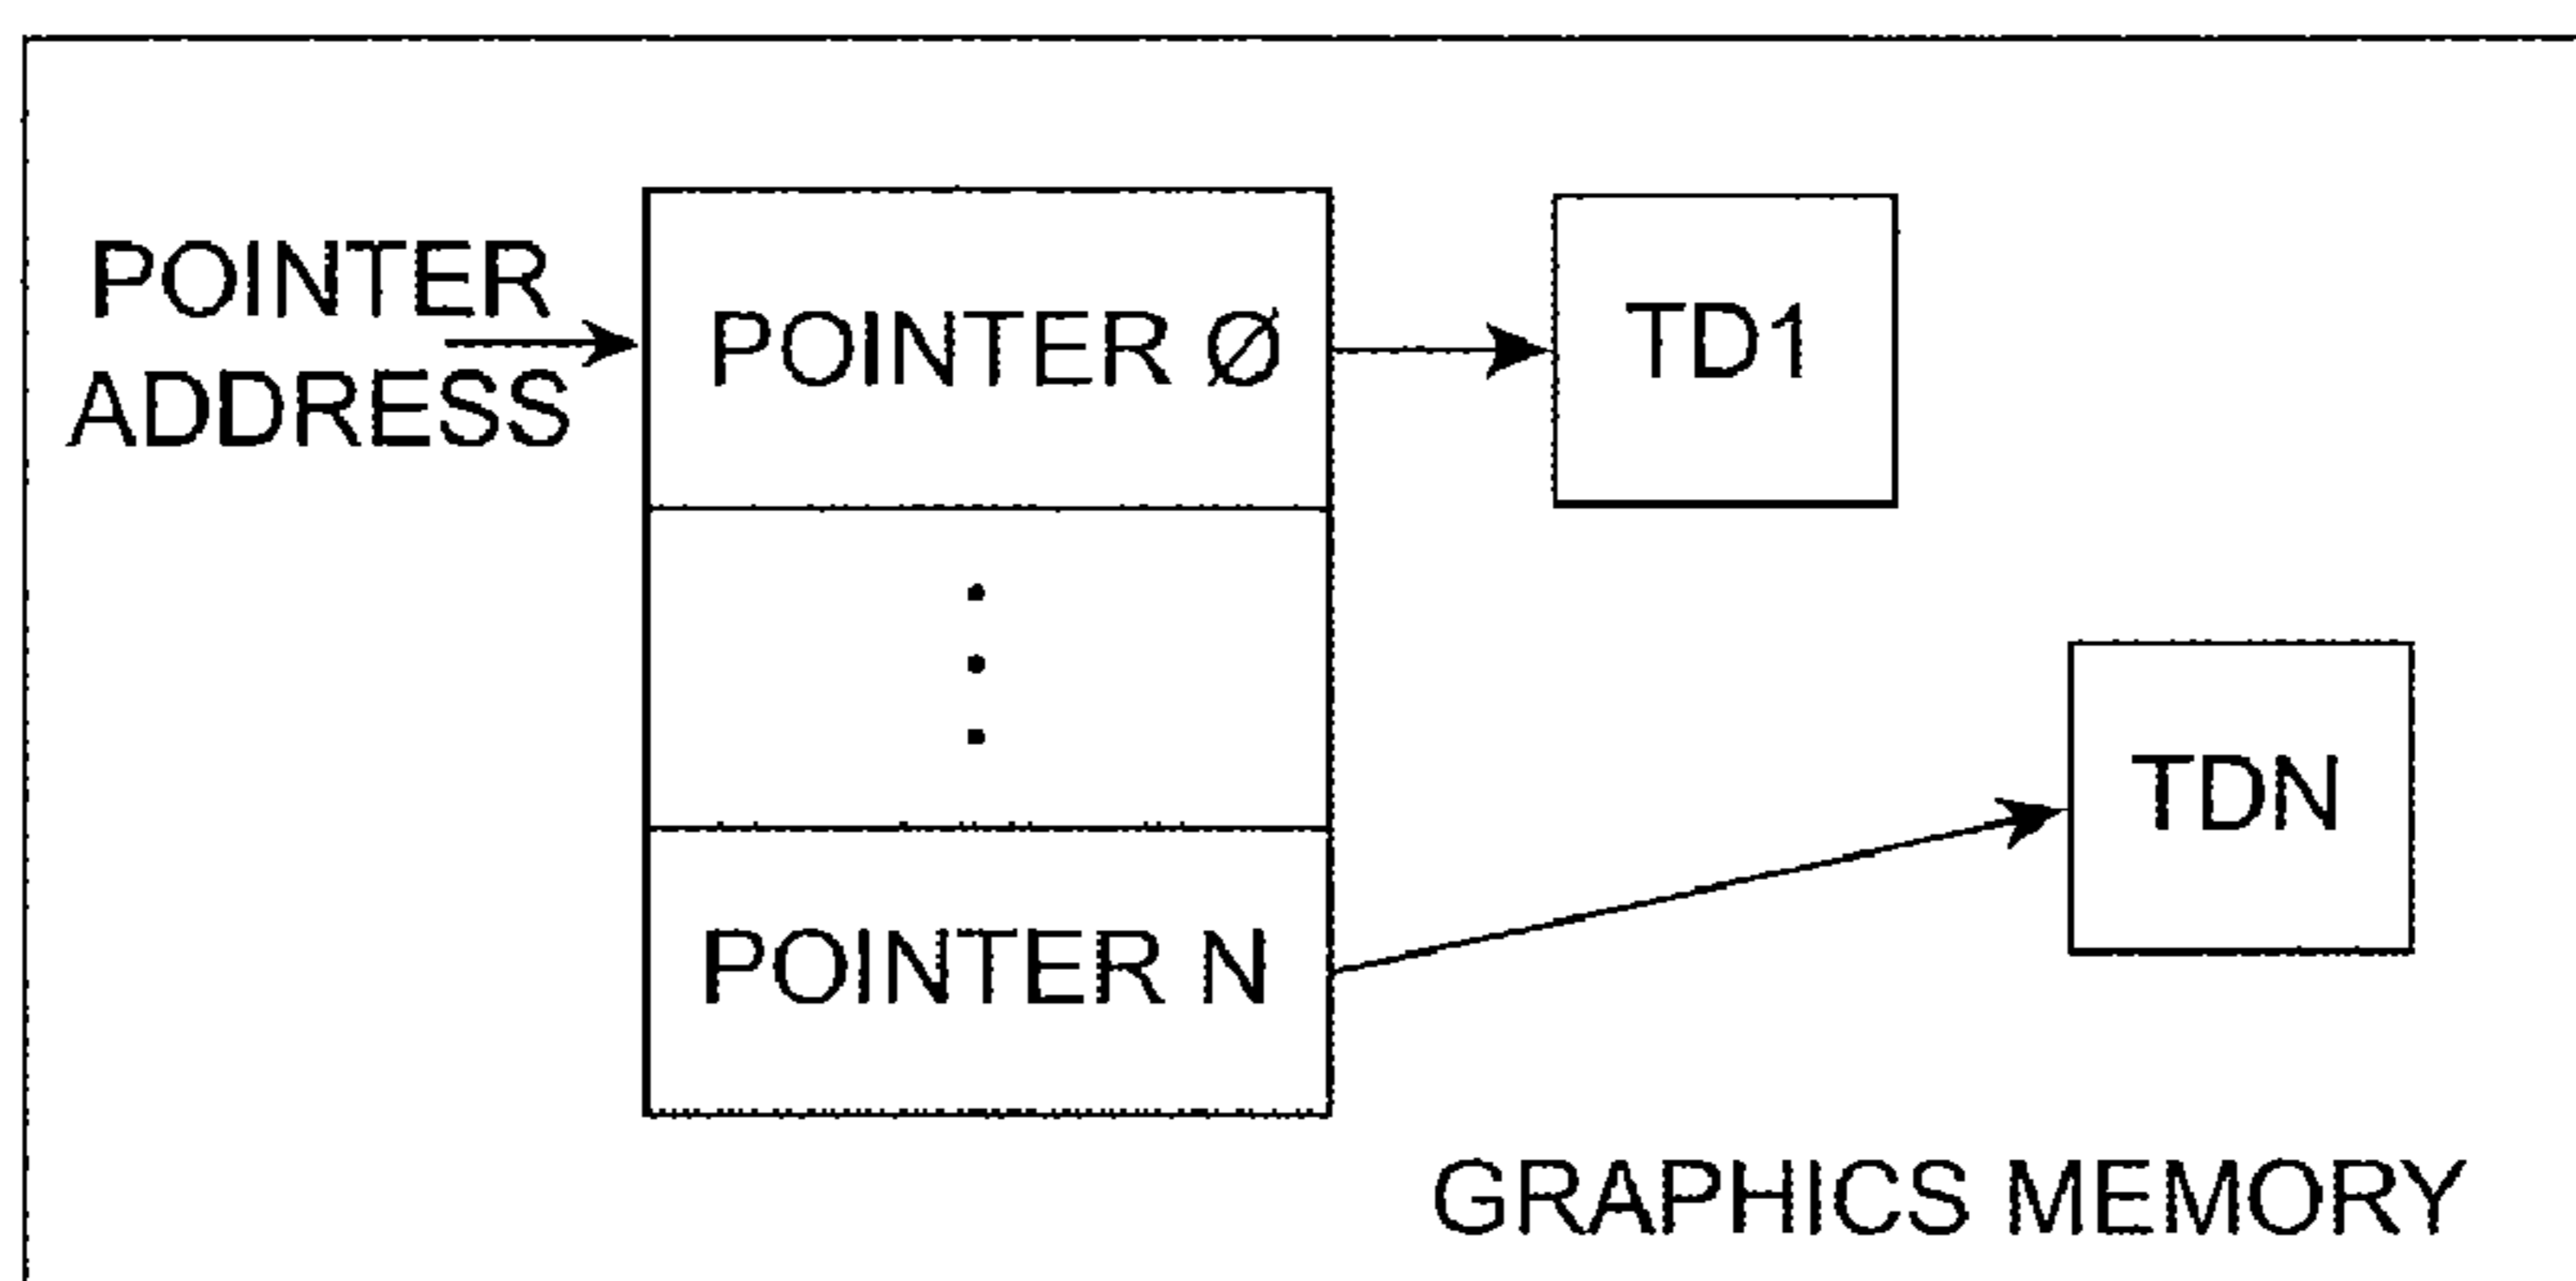 POINTER
ADDRESS
POINTER Ø
TD1
TDN
POINTER N
GRAPHICS MEMORY